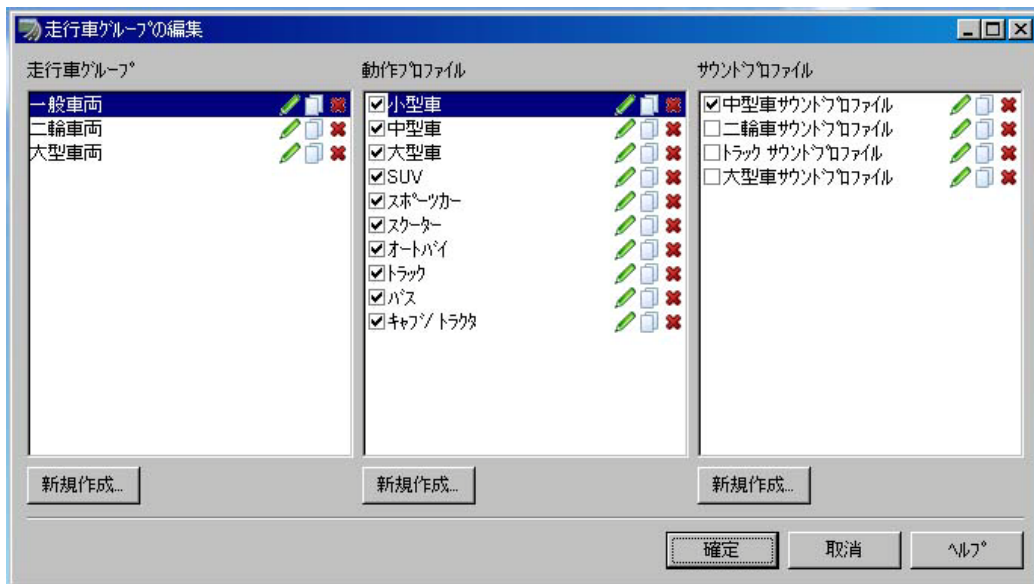 走行車ｸﾞﾙｰﾌﾟの編集
走行車ｸﾞﾙｰﾌﾟ
一般車両
二輪車両
大型車両
新規作成...
動作ﾌﾟﾛﾌｧｲﾙ
小型車
中型車
大型車
SUV
ｽﾎﾟｰﾂｶｰ
ｽｸｰﾀｰ
ｵｰﾄﾊﾞｲ
ﾄﾗｯｸ
ﾊﾞｽ
ｷｬﾌﾞ/ ﾄﾗｸﾀ
新規作成...
ｻｳﾝﾄﾞﾌﾟﾛﾌｧｲﾙ
中型車ｻｳﾝﾄﾞﾌﾟﾛﾌｧｲﾙ
二輪車ｻｳﾝﾄﾞﾌﾟﾛﾌｧｲﾙ
ﾄﾗｯｸ ｻｳﾝﾄﾞﾌﾟﾛﾌｧｲﾙ
大型車ｻｳﾝﾄﾞﾌﾟﾛﾌｧｲﾙ
新規作成...
確定
取消
ﾍﾙﾌﾟ